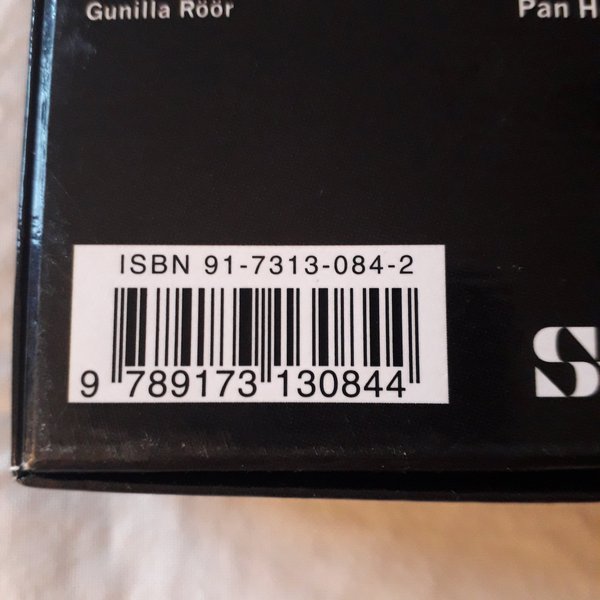 Gunilla Röör
Pan H
ISBN 91-7313-084-2
9 789173 130844
S